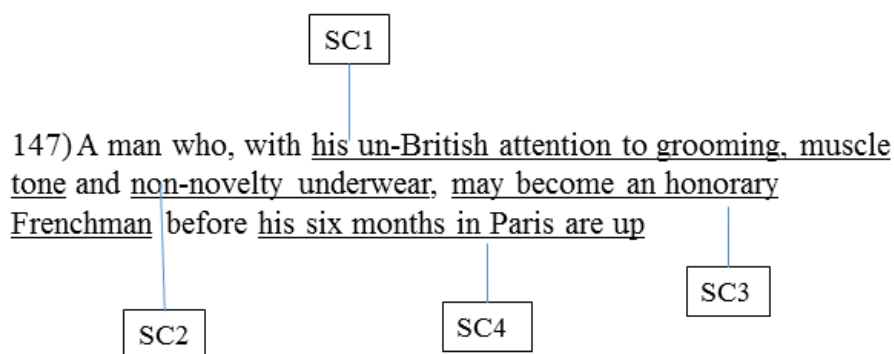 SC1
147) A man who, with his un-British attention to grooming, muscle
tone and non-novelty underwear, may become an honorary
Frenchman before his six months in Paris are up
SC3
SC2
SC4